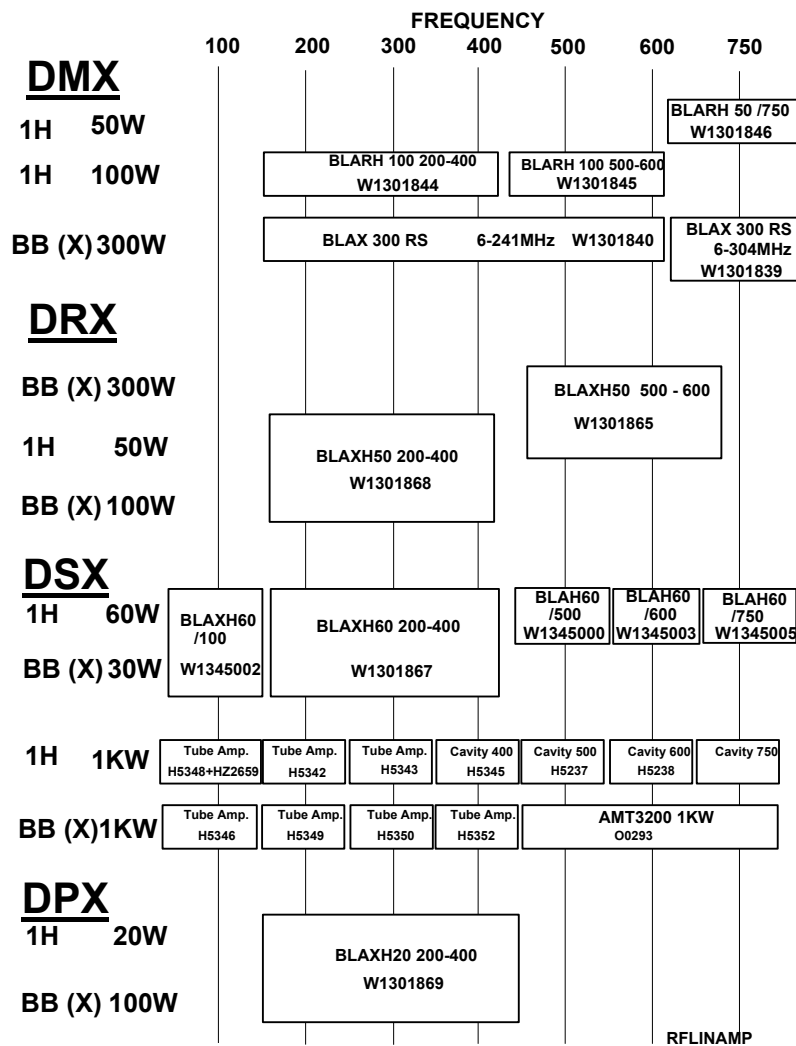 FREQUENCY
100 200 300 400 500 600 750
DMX
1H 50W
BLARH 50 /750
W1301846
1H 100W
BLARH 100 200-400
W1301844
BLARH 100 500-600
W1301845
BB (X) 300W
BLAX 300 RS 6-241MHz W1301840
BLAX 300 RS
6-304MHz
W1301839
DRX
BB (X) 300W
BLAXH50 500 - 600
W1301865
1H 50W
BLAXH50 200-400
W1301868
BB (X) 100W
DSX
1H 60W
BLAXH60
/100
W1345002
BLAXH60 200-400
W1301867
BLAH60
/500
W1345000
BLAH60
/600
W1345003
BLAH60
/750
W1345005
BB (X) 30W
1H 1KW
Tube Amp.
H5348+HZ2659
Tube Amp.
H5342
Tube Amp.
H5343
Cavity 400
H5345
Cavity 500
H5237
Cavity 600
H5238
Cavity 750
BB (X)1KW
Tube Amp.
H5346
Tube Amp.
H5349
Tube Amp.
H5350
Tube Amp.
H5352
AMT3200 1KW
O0293
DPX
1H 20W
BLAXH20 200-400
W1301869
BB (X) 100W
RFLINAMP